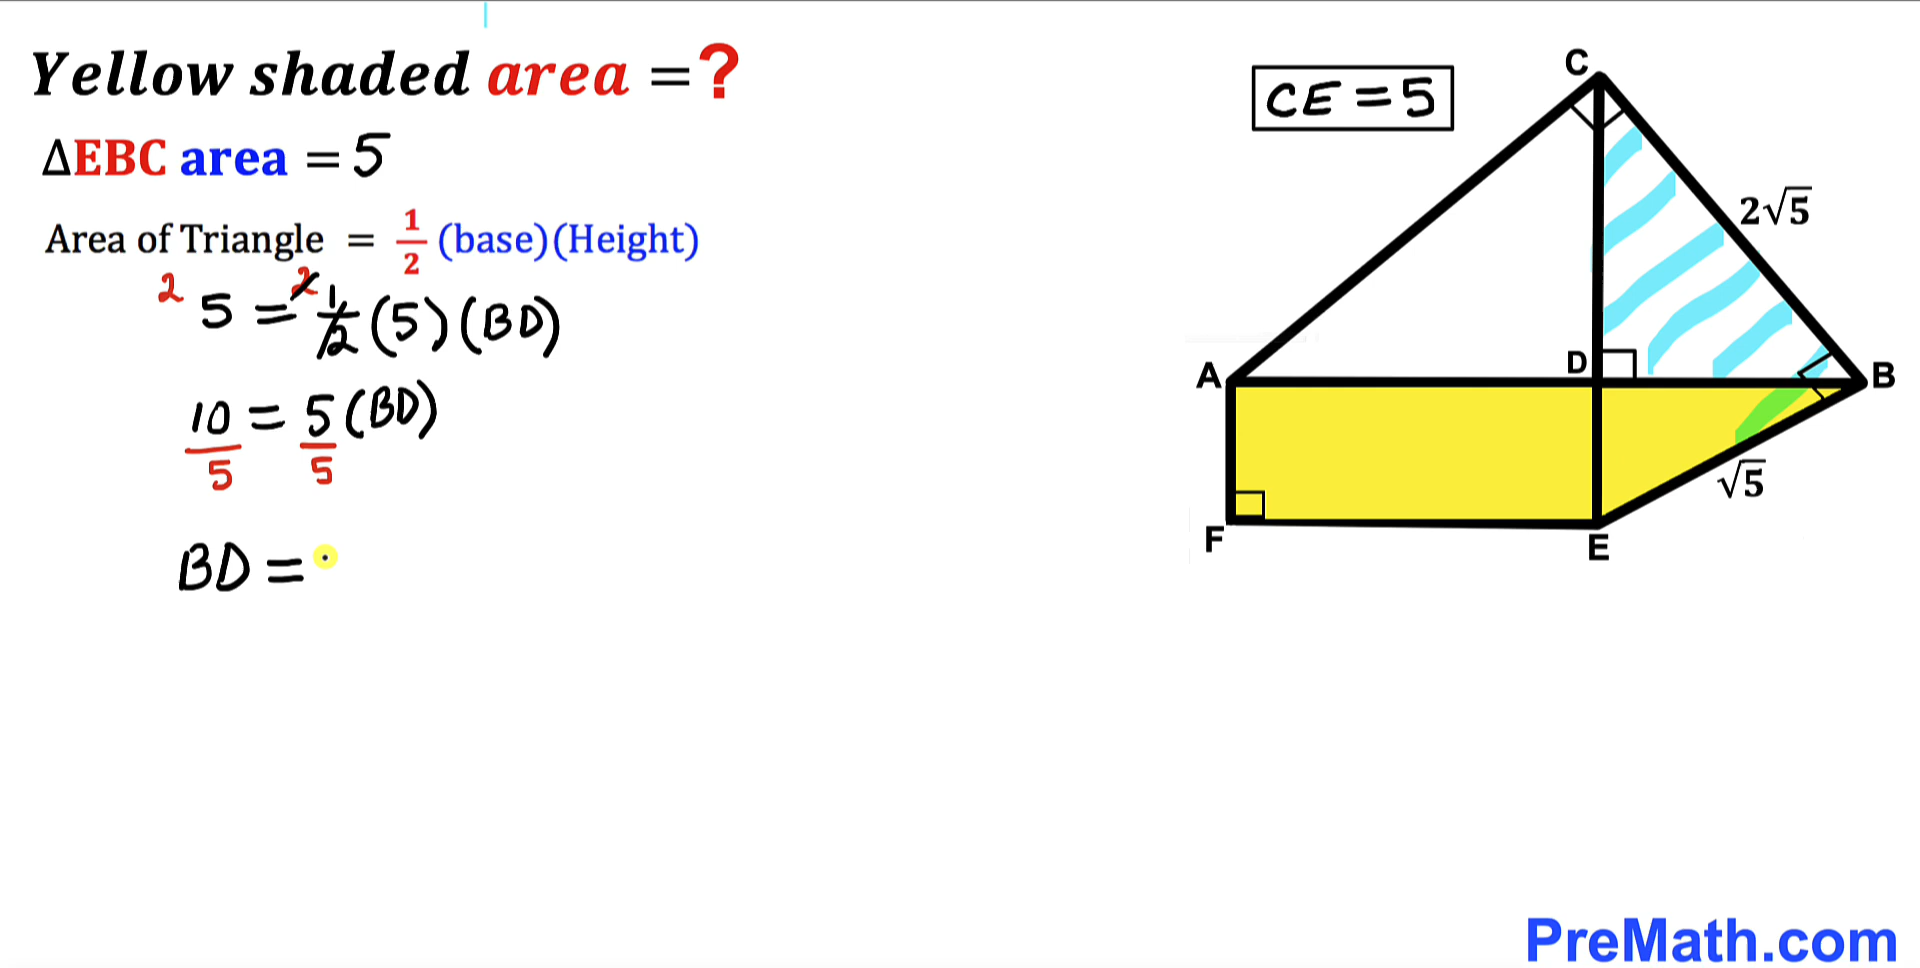 Yellow shaded area = ?
ΔEBC area = 5
Area of Triangle = 1/2 (base)(Height)
2 5 = 2 1/2 (5)(BD)
10/5 = 5/5 (BD)
BD =
CE = 5
C
2√5
A
D
B
√5
F
E
PreMath.com